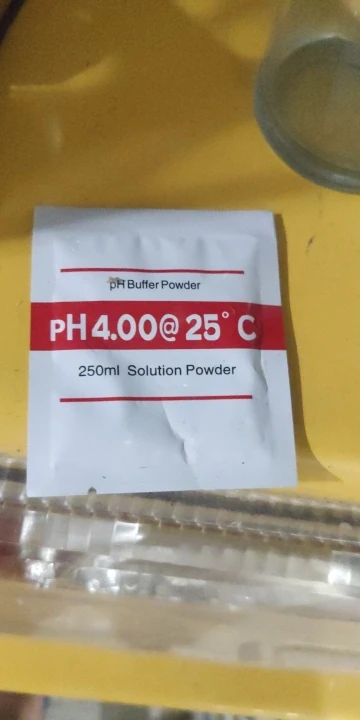 pH Buffer Powder
pH 4.00@ 25° C
250ml Solution Powder